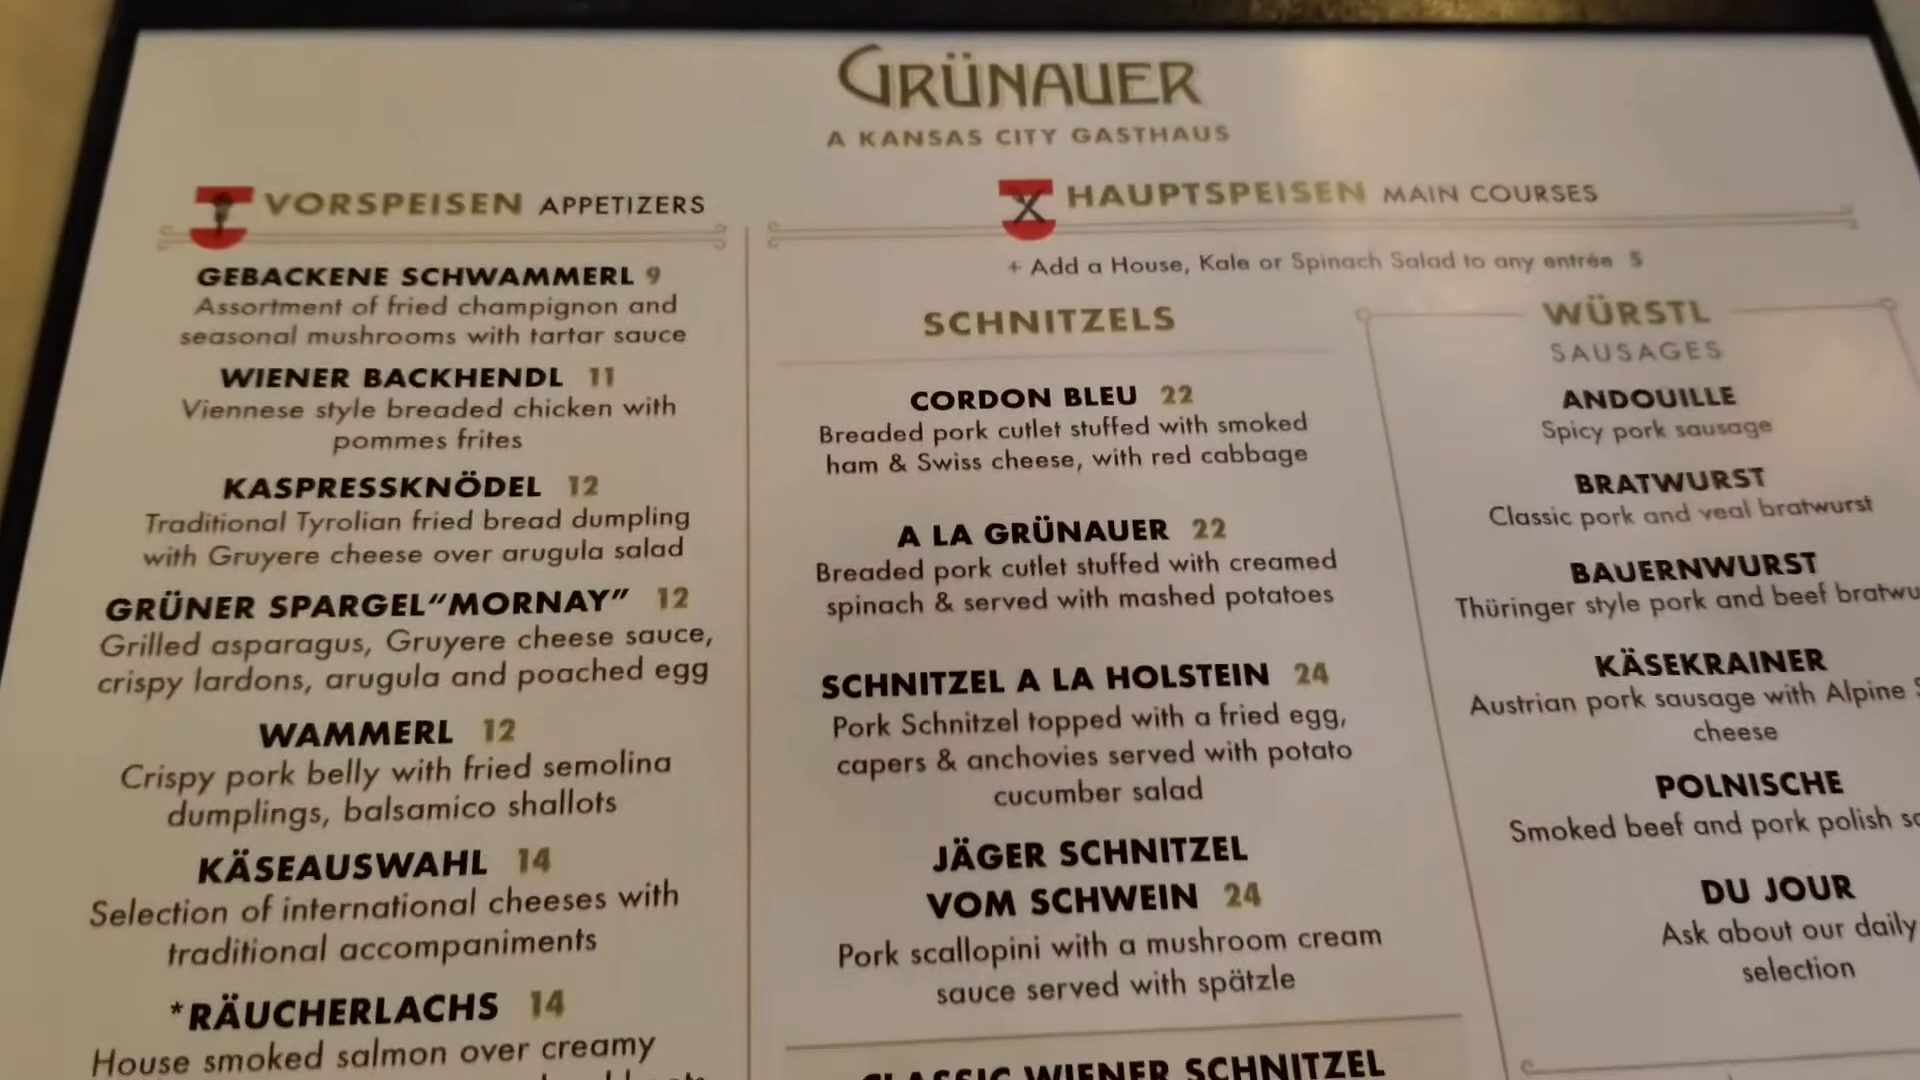 GRÜNAUER
A KANSAS CITY GASTHAUS
VORSPEISEN APPETIZERS
GEBACKENE SCHWAMMERL 9
Assortment of fried champignon and
seasonal mushrooms with tartar sauce
WIENER BACKHENDL 11
Viennese style breaded chicken with
pommes frites
KASPRESSKNÖDEL 12
Traditional Tyrolian fried bread dumpling
with Gruyere cheese over arugula salad
GRÜNER SPARGEL“MORNAY” 12
Grilled asparagus, Gruyere cheese sauce,
crispy lardons, arugula and poached egg
WAMMERL 12
Crispy pork belly with fried semolina
dumplings, balsamico shallots
KÄSEAUSWAHL 14
Selection of international cheeses with
traditional accompaniments
*RÄUCHERLACHS 14
House smoked salmon over creamy
HAUPTSPEISEN MAIN COURSES
+ Add a House, Kale or Spinach Salad to any entrée 5
SCHNITZELS
CORDON BLEU 22
Breaded pork cutlet stuffed with smoked
ham & Swiss cheese, with red cabbage
A LA GRÜNAUER 22
Breaded pork cutlet stuffed with creamed
spinach & served with mashed potatoes
SCHNITZEL A LA HOLSTEIN 24
Pork Schnitzel topped with a fried egg,
capers & anchovies served with potato
cucumber salad
JÄGER SCHNITZEL
VOM SCHWEIN 24
Pork scallopini with a mushroom cream
sauce served with spätzle
CLASSIC WIENER SCHNITZEL
WÜRSTL
SAUSAGES
ANDOUILLE
Spicy pork sausage
BRATWURST
Classic pork and veal bratwurst
BAUERNWURST
Thüringer style pork and beef bratwu
KÄSEKRAINER
Austrian pork sausage with Alpine
cheese
POLNISCHE
Smoked beef and pork polish
DU JOUR
Ask about our daily
selection